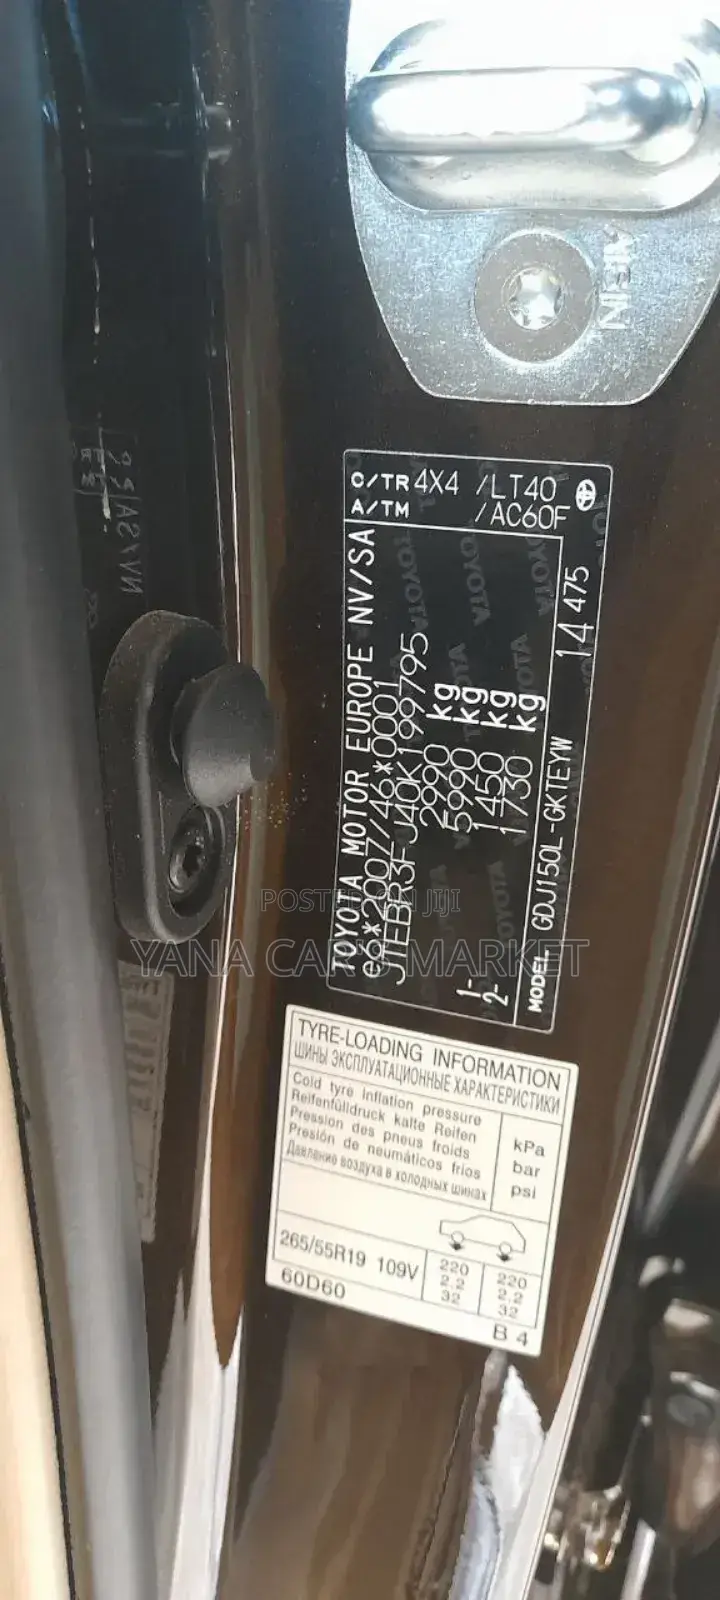 NIСIA
C/TR 4X4 /LT40
A/TM /AC60F
TOYOTA MOTOR EUROPE NV/SA
e6*2007/46*0001
JTEBR3FJ40K199795
2990 kg
5990 kg
1- 1450 kg
2- 1730 kg
MODEL GDJ150L-GKTEYW 14 475
POSTED ON JIJI
YANA CARS MARKET
TYRE-LOADING INFORMATION
ШИНЫ ЭКСПЛУАТАЦИОННЫЕ ХАРАКТЕРИСТИКИ
Cold tyre inflation pressure
Reifenfülldruck kalte Reifen
Pression des pneus froids
Presión de neumáticos fríos
Давление воздуха в холодных шинах
kPa
bar
psi
265/55R19 109V
220 220
2.2 2.2
32 32
60D60
B 4